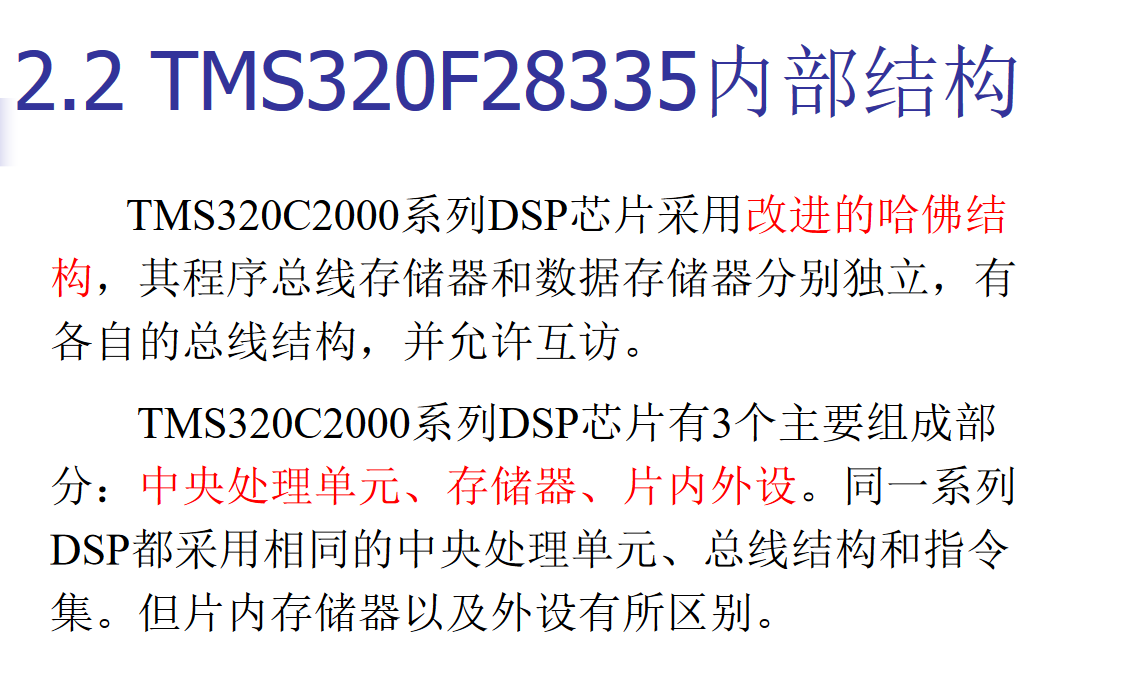 2.2 TMS320F28335内部结构
TMS320C2000系列DSP芯片采用改进的哈佛结
构，其程序总线存储器和数据存储器分别独立，有
各自的总线结构，并允许互访。
TMS320C2000系列DSP芯片有3个主要组成部
分：中央处理单元、存储器、片内外设。同一系列
DSP都采用相同的中央处理单元、总线结构和指令
集。但片内存储器以及外设有所区别。